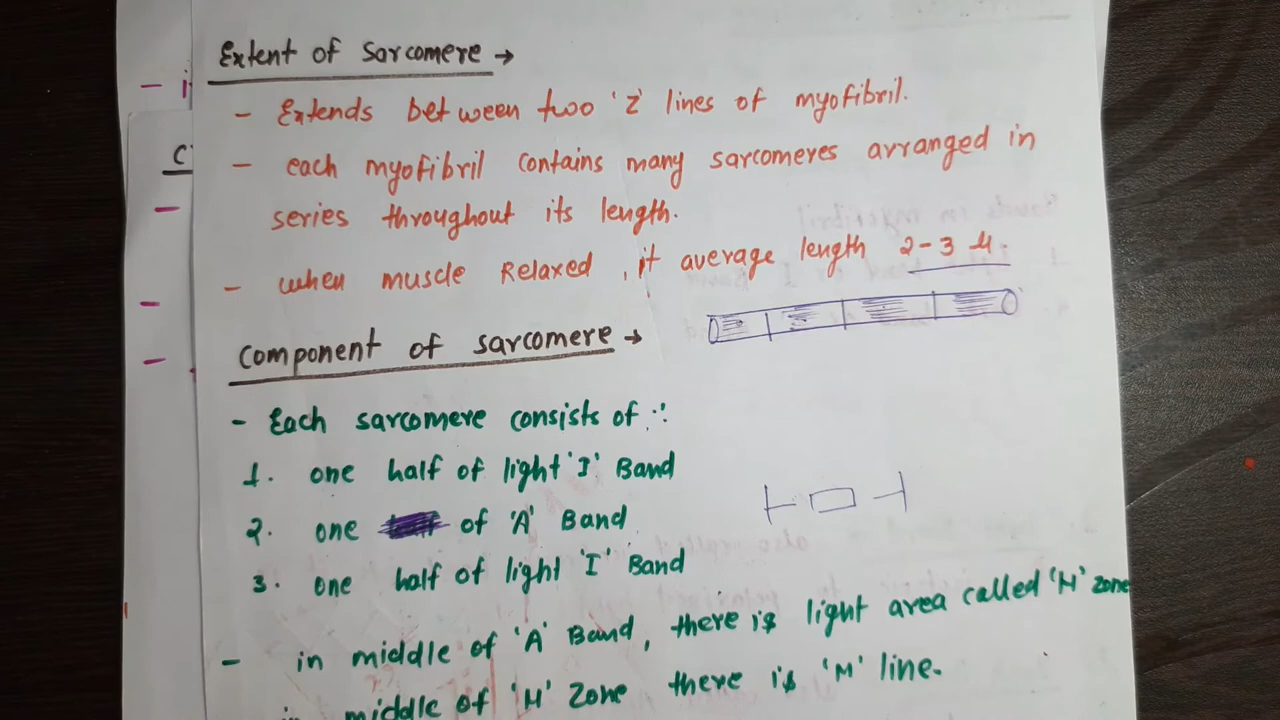 Extent of sarcomere →
- Extends between two 'Z' lines of myofibril.
- each myofibril contains many sarcomeres arranged in
series throughout its length.
- when muscle Relaxed, it average length 2-3 µ.
Component of sarcomere →
- Each sarcomere consists of :
1. one half of light 'I' Band
2. one of 'A' Band
3. one half of light 'I' Band
- in middle of 'A' Band, there is light area called 'H' zone
in middle of 'H' Zone there is 'M' line.